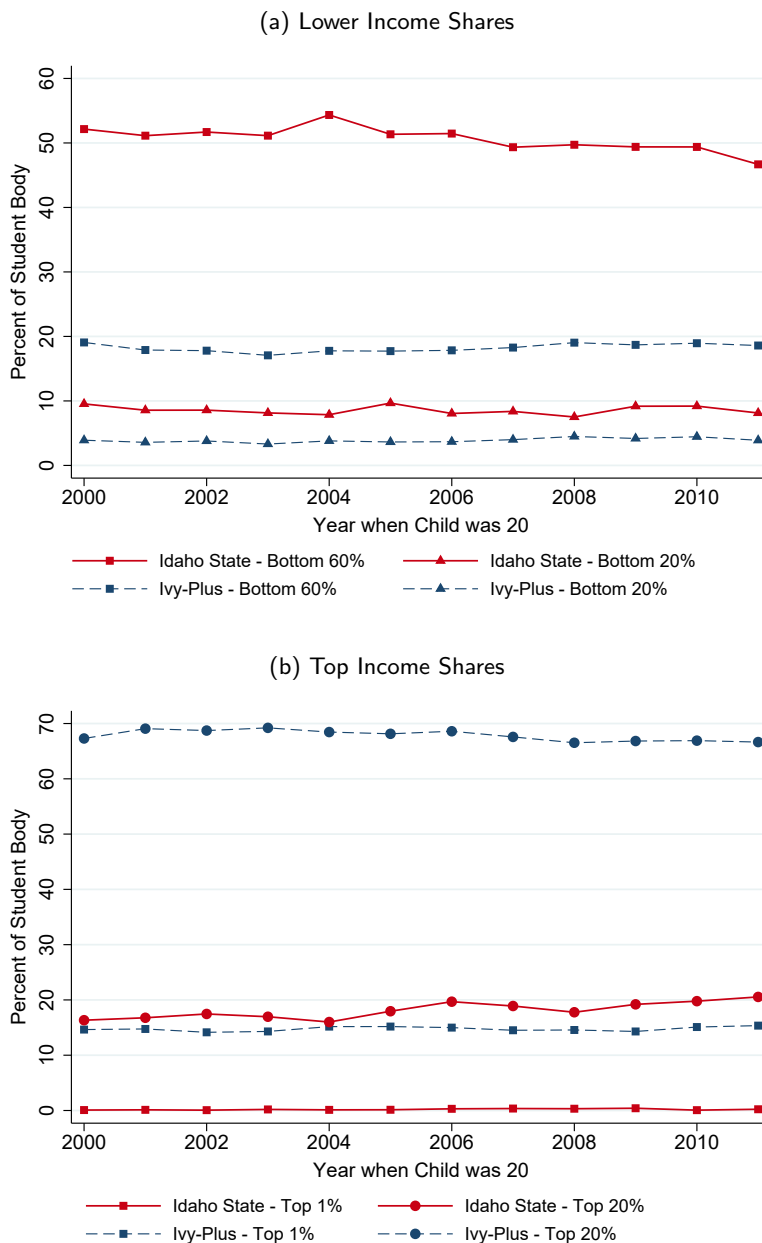 (a) Lower Income Shares
Percent of Student Body
60
50
40
30
20
10
0
2000 2002 2004 2006 2008 2010
Year when Child was 20
Idaho State - Bottom 60% Idaho State - Bottom 20%
Ivy-Plus - Bottom 60% Ivy-Plus - Bottom 20%
(b) Top Income Shares
Percent of Student Body
70
60
50
40
30
20
10
0
2000 2002 2004 2006 2008 2010
Year when Child was 20
Idaho State - Top 1% Idaho State - Top 20%
Ivy-Plus - Top 1% Ivy-Plus - Top 20%